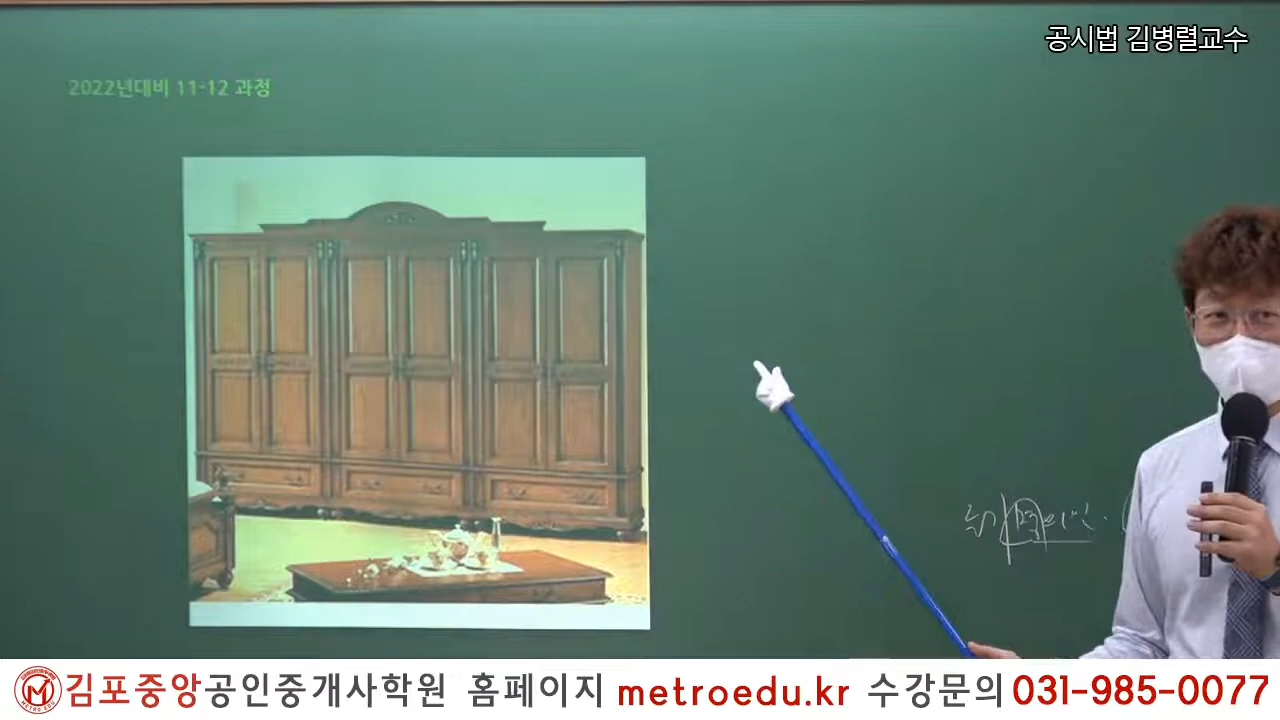 공시법 김병렬교수
2022년대비 11-12 과정
METRO EDU
김포중앙공인중개사학원 홈페이지 metroedu.kr 수강문의 031-985-0077